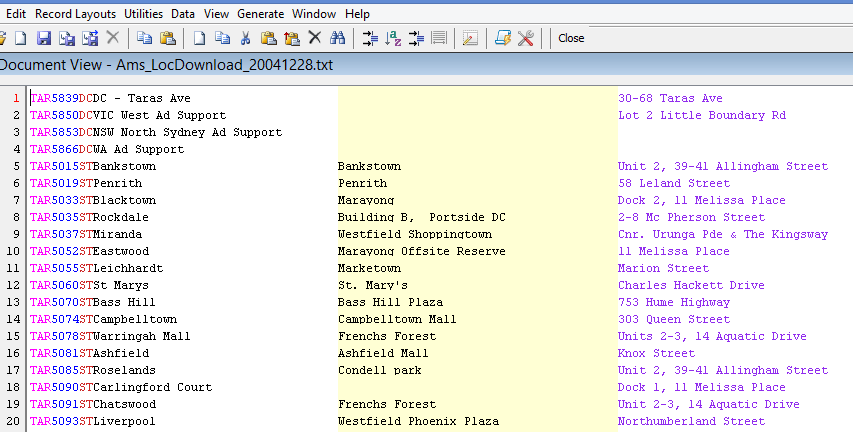 Edit Record Layouts Utilities Data View Generate Window Help
Close
Document View - Ams_LocDownload_20041228.txt
1 TAR5839DCDC - Taras Ave 30-68 Taras Ave
2 TAR5850DCVIC West Ad Support Lot 2 Little Boundary Rd
3 TAR5853DCNSW North Sydney Ad Support
4 TAR5866DCWA Ad Support
5 TAR5015STBankstown Bankstown Unit 2, 39-41 Allingham Street
6 TAR5019STPenrith Penrith 58 Leland Street
7 TAR5033STBlacktown Marayong Dock 2, 11 Melissa Place
8 TAR5035STRockdale Building B, Portside DC 2-8 Mc Pherson Street
9 TAR5037STMiranda Westfield Shoppingtown Cnr. Urunga Pde & The Kingsway
10 TAR5052STEastwood Marayong Offsite Reserve 11 Melissa Place
11 TAR5055STLeichhardt Marketown Marion Street
12 TAR5060STSt Marys St. Mary's Charles Hackett Drive
13 TAR5070STBass Hill Bass Hill Plaza 753 Hume Highway
14 TAR5074STCampbelltown Campbelltown Mall 303 Queen Street
15 TAR5078STWarringah Mall Frenchs Forest Units 2-3, 14 Aquatic Drive
16 TAR5081STAshfield Ashfield Mall Knox Street
17 TAR5085STRoselands Condell park Unit 2, 39-41 Allingham Street
18 TAR5090STCarlingford Court Dock 1, 11 Melissa Place
19 TAR5091STChatswood Frenchs Forest Unit 2-3, 14 Aquatic Drive
20 TAR5093STLiverpool Westfield Phoenix Plaza Northumberland Street